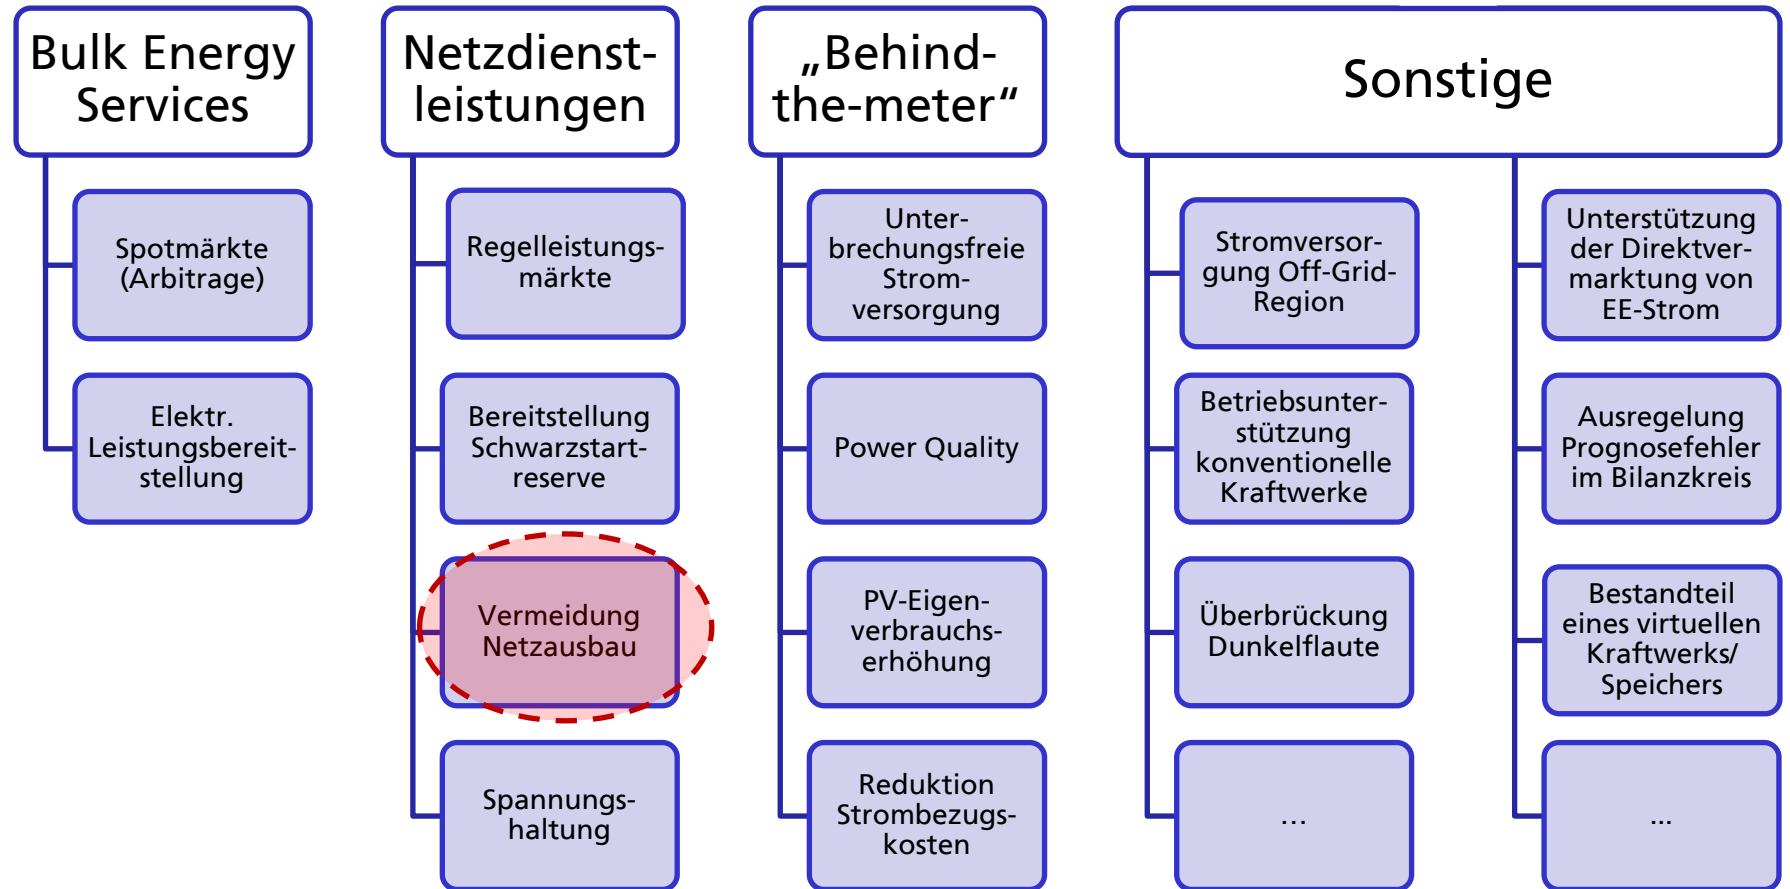 Bulk Energy
Services
Spotmärkte
(Arbitrage)
Elektr.
Leistungsbereit-
stellung
Netzdienst-
leistungen
Regelleistungs-
märkte
Bereitstellung
Schwarzstart-
reserve
Vermeidung
Netzausbau
Spannungs-
haltung
„Behind-
the-meter“
Unter-
brechungsfreie
Strom-
versorgung
Power Quality
PV-Eigen-
verbrauchs-
erhöhung
Reduktion
Strombezugs-
kosten
Sonstige
Stromversor-
gung Off-Grid-
Region
Betriebsunter-
stützung
konventionelle
Kraftwerke
Überbrückung
Dunkelflaute
…
Unterstützung
der Direktver-
marktung von
EE-Strom
Ausregelung
Prognosefehler
im Bilanzkreis
Bestandteil
eines virtuellen
Kraftwerks/
Speichers
...